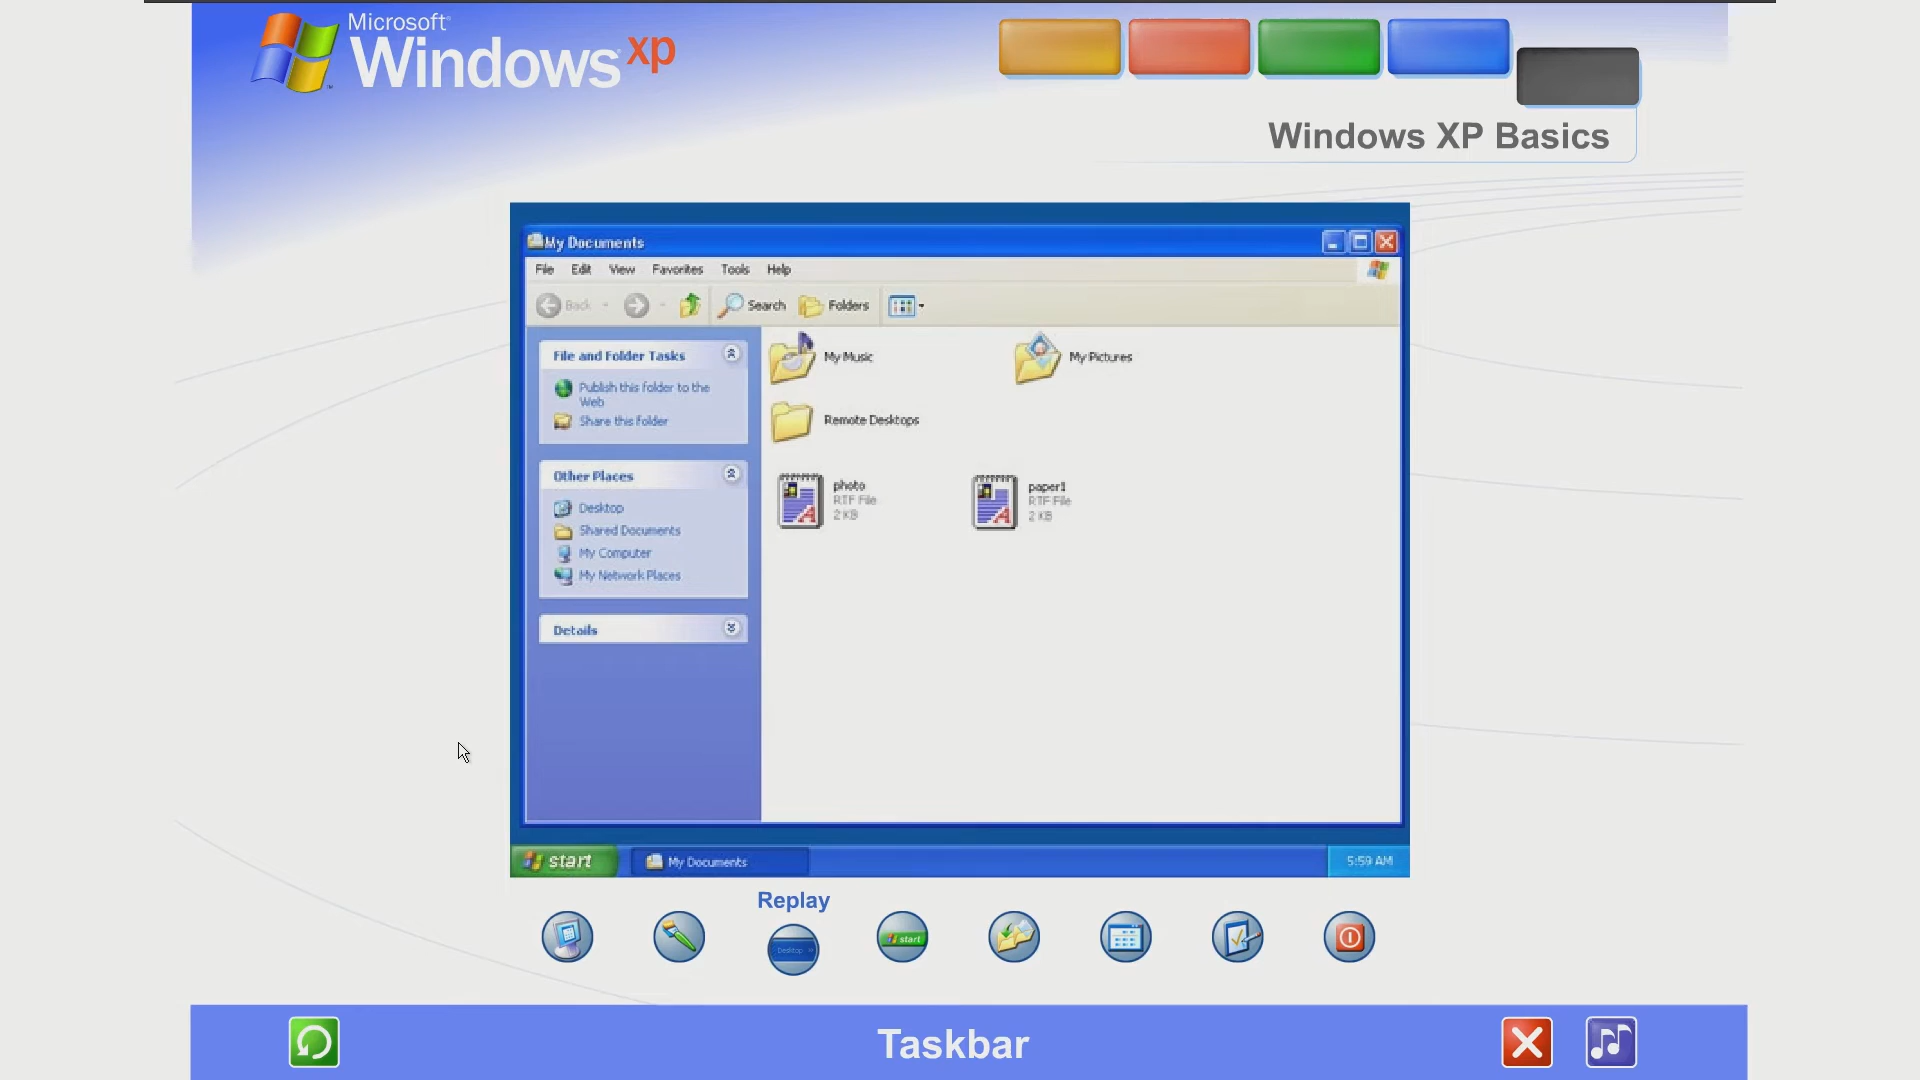 Microsoft
Windows xp
Windows XP Basics
My Documents
File Edit View Favorites Tools Help
Back Search Folders
File and Folder Tasks
Publish this folder to the
Web
Share this folder
Other Places
Desktop
Shared Documents
My Computer
My Network Places
Details
My Music
My Pictures
Remote Desktops
photo
RTF File
2 KB
paper1
RTF File
2 KB
start
My Documents
5:59 AM
Replay
Desktop
start
Taskbar